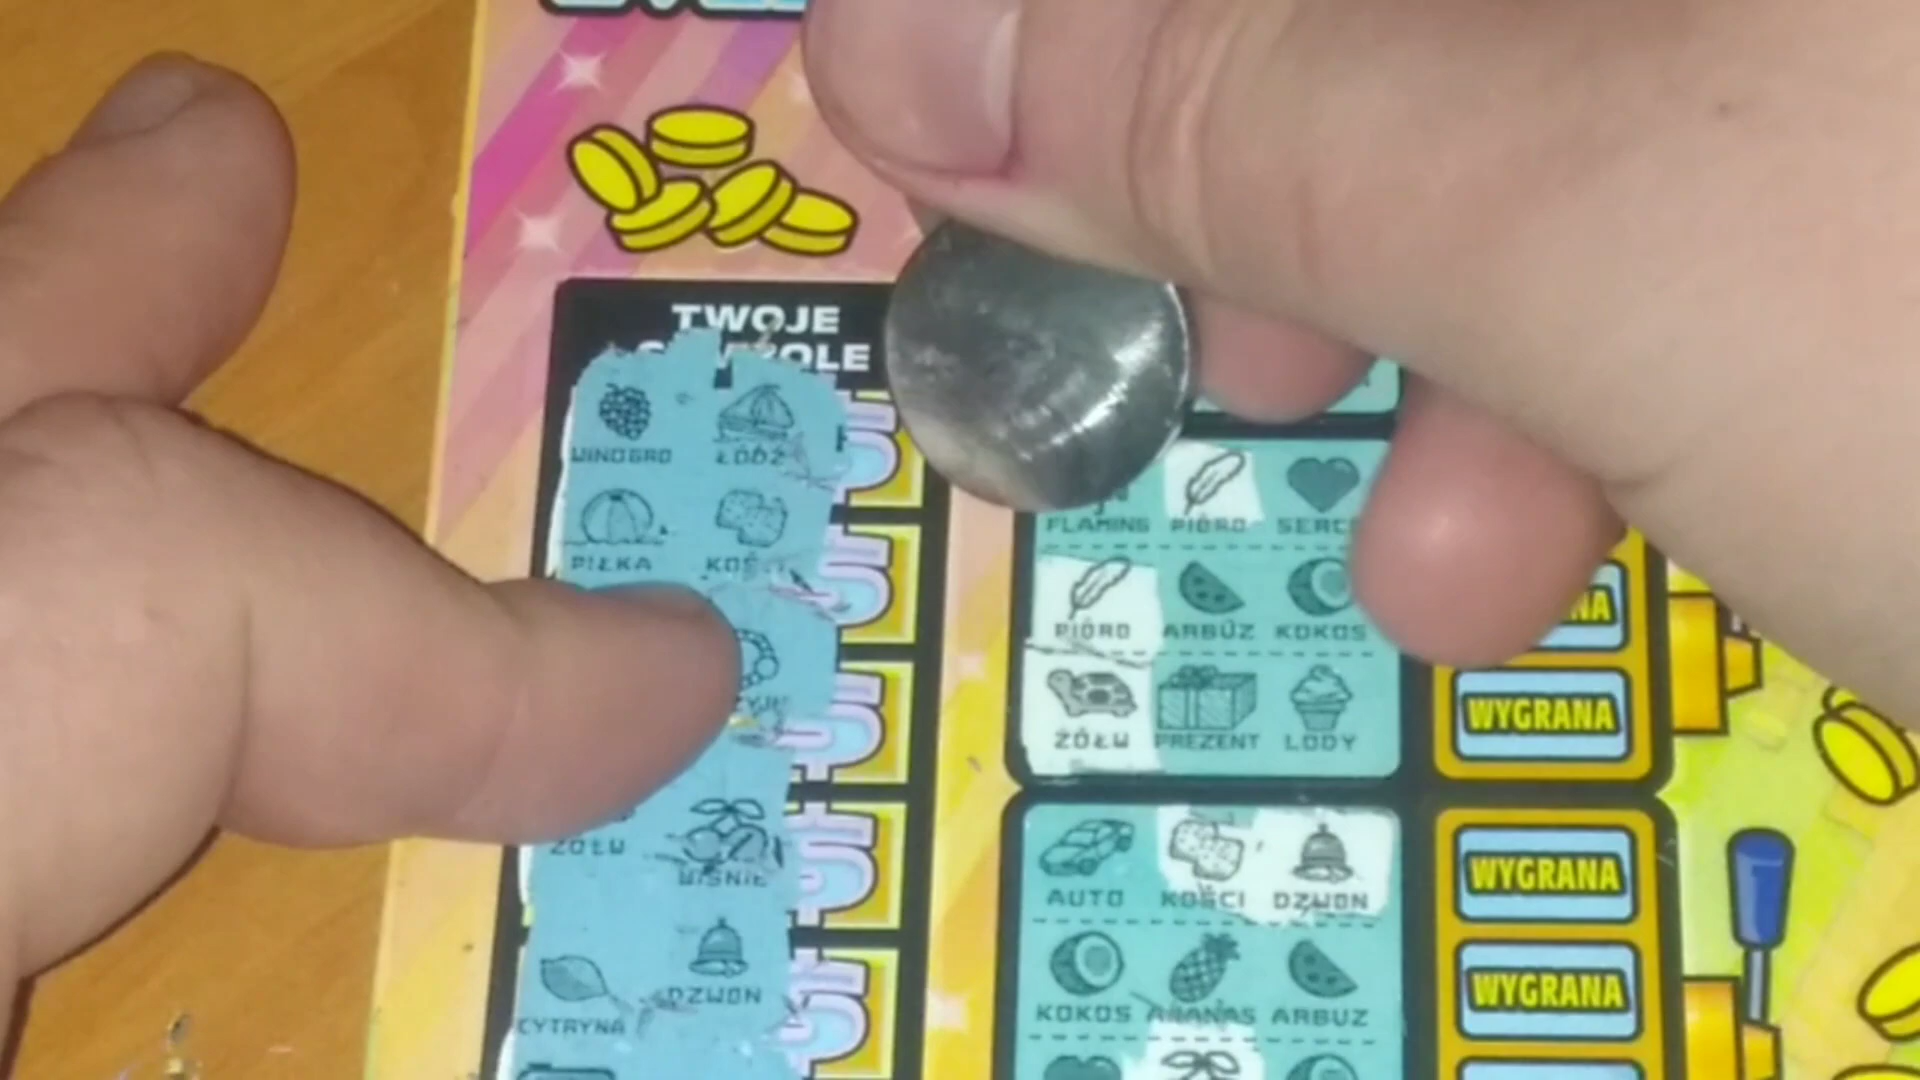 TWOJE
WINOGRO ŁÓDŹ
PIŁKA KOŚCI
ŻÓŁW WIŚNIE
CYTRYNA DZWON
FLAMING PIÓRO SERCE
PIÓRO ARBUZ KOKOS
ŻÓŁW PREZENT LODY
WYGRANA
AUTO KOŚCI DZWON
WYGRANA
KOKOS ANANAS ARBUZ
WYGRANA